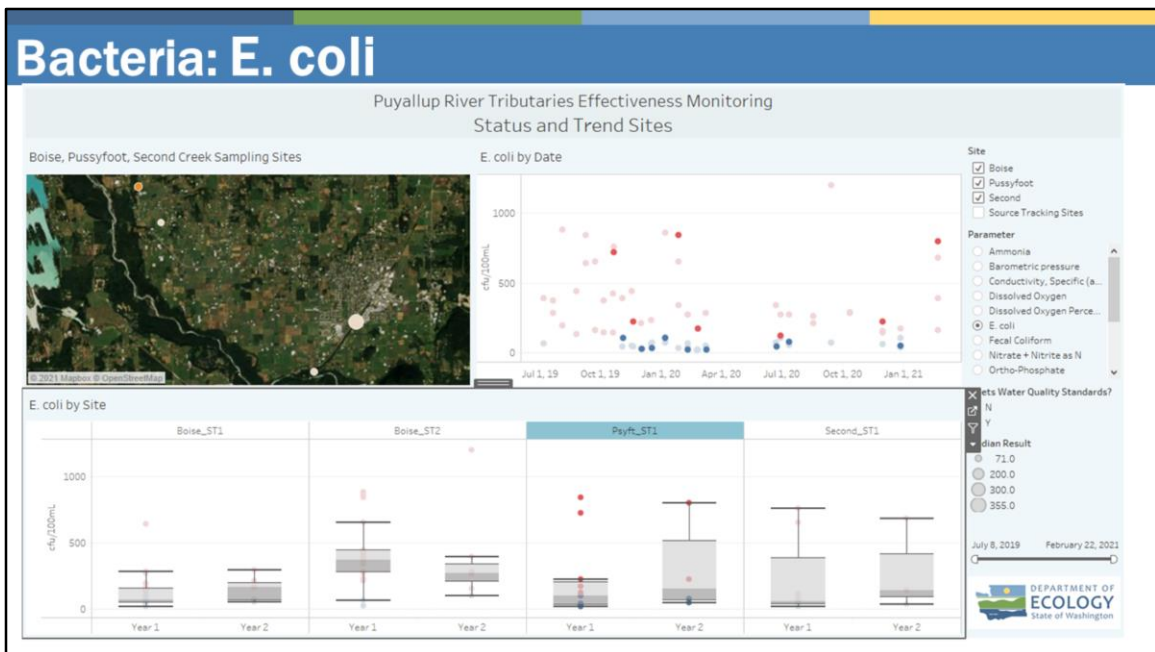 Bacteria: E. coli
Puyallup River Tributaries Effectiveness Monitoring
Status and Trend Sites
Boise, Pussyfoot, Second Creek Sampling Sites
© 2021 Mapbox © OpenStreetMap
E. coli by Date
cfu/100mL
1000
500
0
Jul 1, 19
Oct 1, 19
Jan 1, 20
Apr 1, 20
Jul 1, 20
Oct 1, 20
Jan 1, 21
Site
Boise
Pussyfoot
Second
Source Tracking Sites
Parameter
Ammonia
Barometric pressure
Conductivity, Specific (a...
Dissolved Oxygen
Dissolved Oxygen Perce...
E. coli
Fecal Coliform
Nitrate + Nitrite as N
Ortho-Phosphate
ets Water Quality Standards?
N
Y
dian Result
71.0
200.0
300.0
355.0
July 8, 2019
February 22, 2021
E. coli by Site
Boise_ST1
Boise_ST2
Psyft_ST1
Second_ST1
cfu/100mL
1000
500
0
Year 1
Year 2
Year 1
Year 2
Year 1
Year 2
Year 1
Year 2
DEPARTMENT OF
ECOLOGY
State of Washington